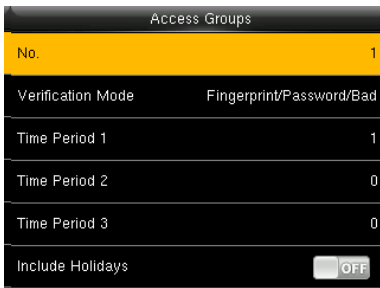 Access Groups
No. 1
Verification Mode Fingerprint/Password/Bad
Time Period 1 1
Time Period 2 0
Time Period 3 0
Include Holidays OFF